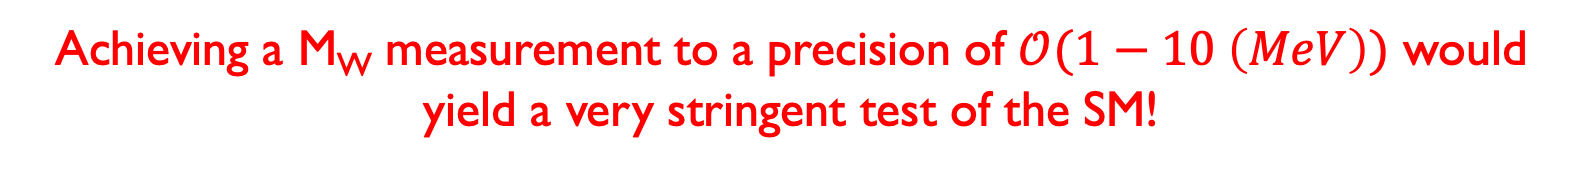 Achieving a M_W measurement to a precision of 𝒪(1 − 10 (MeV)) would
yield a very stringent test of the SM!